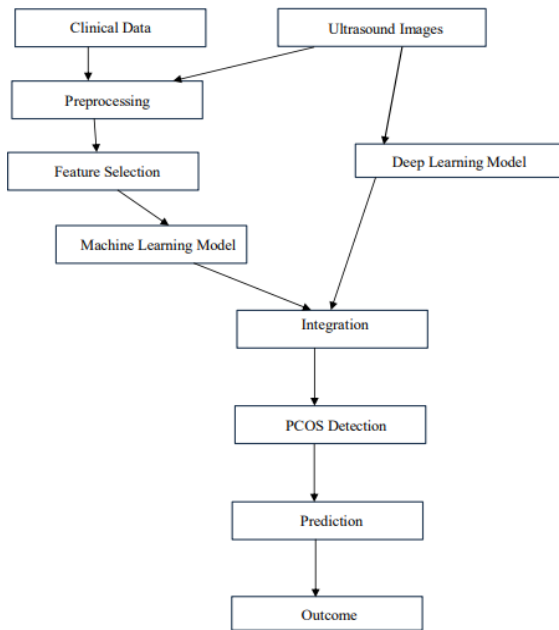 Clinical Data
Ultrasound Images
Preprocessing
Feature Selection
Deep Learning Model
Machine Learning Model
Integration
PCOS Detection
Prediction
Outcome